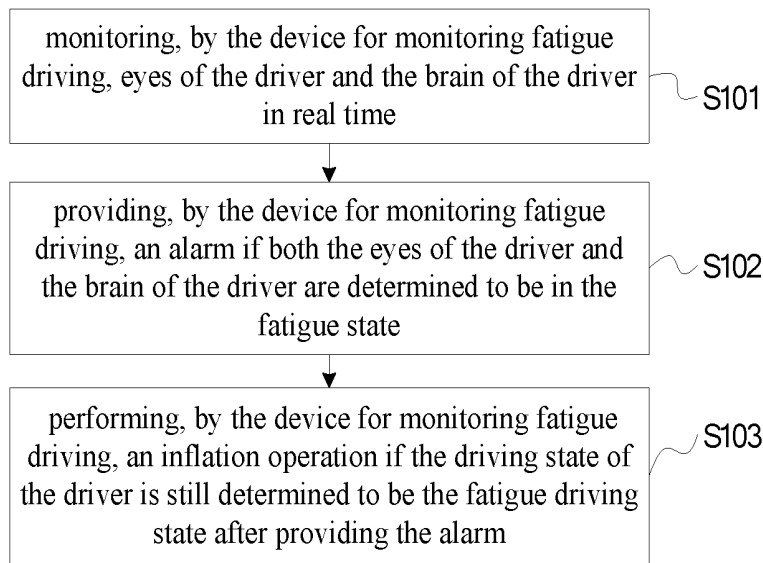 monitoring, by the device for monitoring fatigue
driving, eyes of the driver and the brain of the driver
in real time
S101
providing, by the device for monitoring fatigue
driving, an alarm if both the eyes of the driver and
the brain of the driver are determined to be in the
fatigue state
S102
performing, by the device for monitoring fatigue
driving, an inflation operation if the driving state of
the driver is still determined to be the fatigue driving
state after providing the alarm
S103